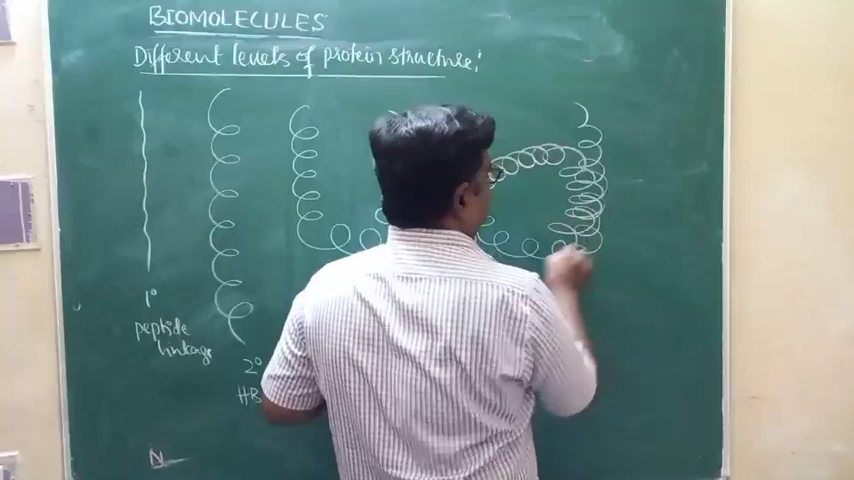 BIOMOLECULES
Different levels of protein structure:
1°
peptide
linkage
2°
HB
N